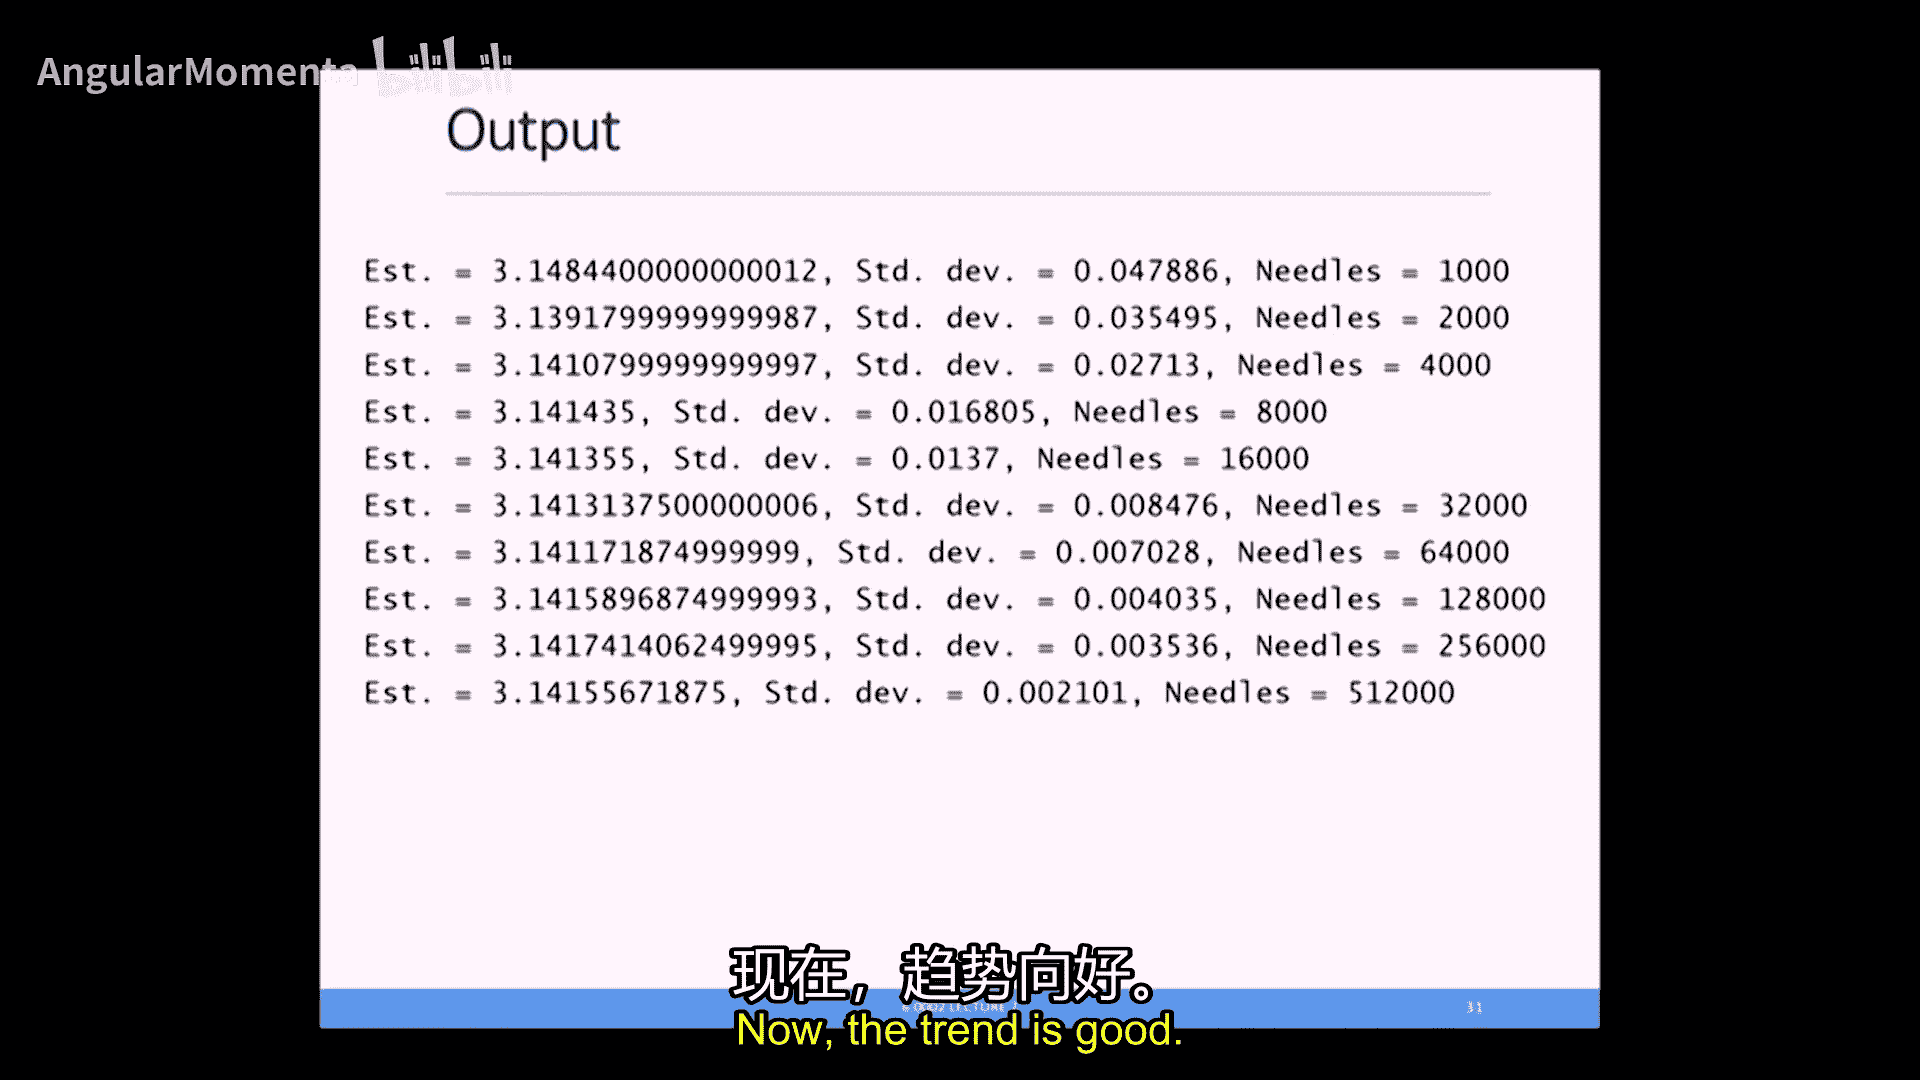 AngularMomenta bilibili
Output
Est. = 3.1484400000000012, Std. dev. = 0.047886, Needles = 1000
Est. = 3.1391799999999987, Std. dev. = 0.035495, Needles = 2000
Est. = 3.1410799999999997, Std. dev. = 0.02713, Needles = 4000
Est. = 3.141435, Std. dev. = 0.016805, Needles = 8000
Est. = 3.141355, Std. dev. = 0.0137, Needles = 16000
Est. = 3.1413137500000006, Std. dev. = 0.008476, Needles = 32000
Est. = 3.141171874999999, Std. dev. = 0.007028, Needles = 64000
Est. = 3.1415896874999993, Std. dev. = 0.004035, Needles = 128000
Est. = 3.1417414062499995, Std. dev. = 0.003536, Needles = 256000
Est. = 3.14155671875, Std. dev. = 0.002101, Needles = 512000
现在，趋势向好。
LECTURE
31
Now, the trend is good.